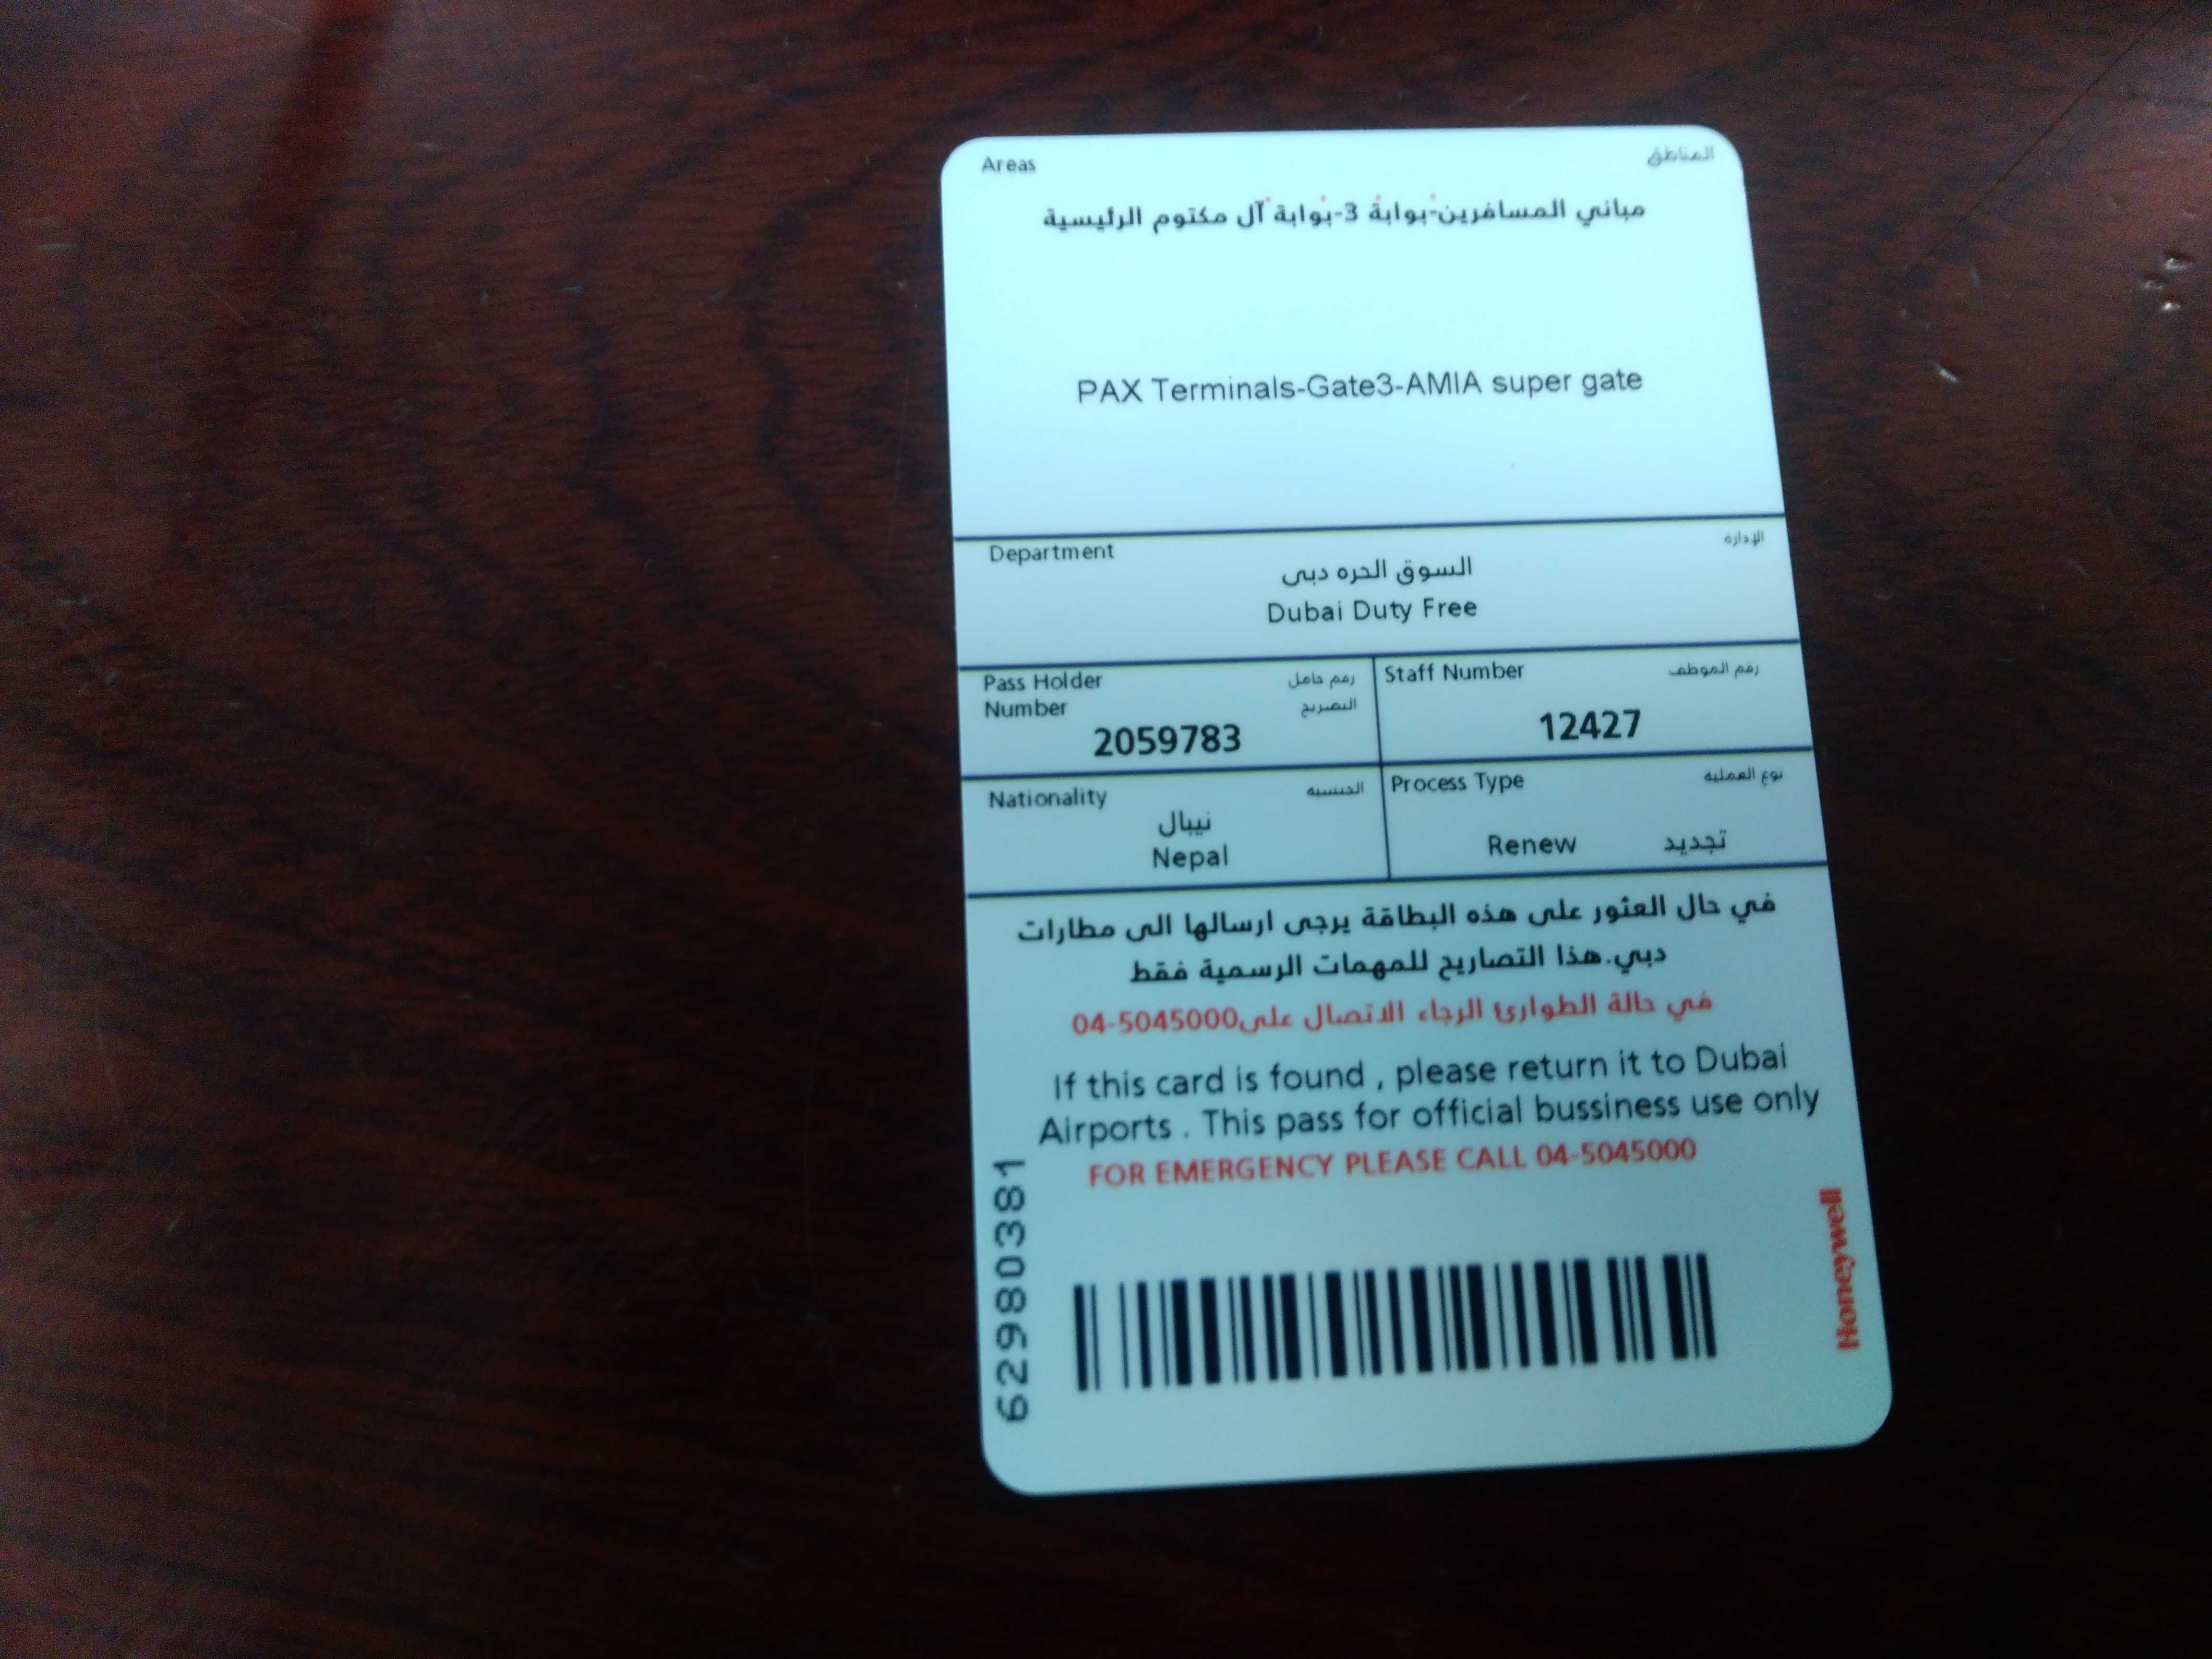 Areas المناطق
مباني المسافرين-بوابة 3-بوابة آل مكتوم الرئيسية
PAX Terminals-Gate3-AMIA super gate
Department الإدارة
السوق الحره دبى
Dubai Duty Free
Pass Holder رقم حامل
Number التصريح
2059783
Staff Number رقم الموظف
12427
Nationality الجنسية
نيبال
Nepal
Process Type نوع العملية
Renew تجديد
في حال العثور على هذه البطاقة يرجى ارسالها الى مطارات
دبي.هذا التصاريح للمهمات الرسمية فقط
في حالة الطوارئ الرجاء الاتصال على04-5045000
If this card is found , please return it to Dubai
Airports . This pass for official bussiness use only
FOR EMERGENCY PLEASE CALL 04-5045000
62980381
Honeywell